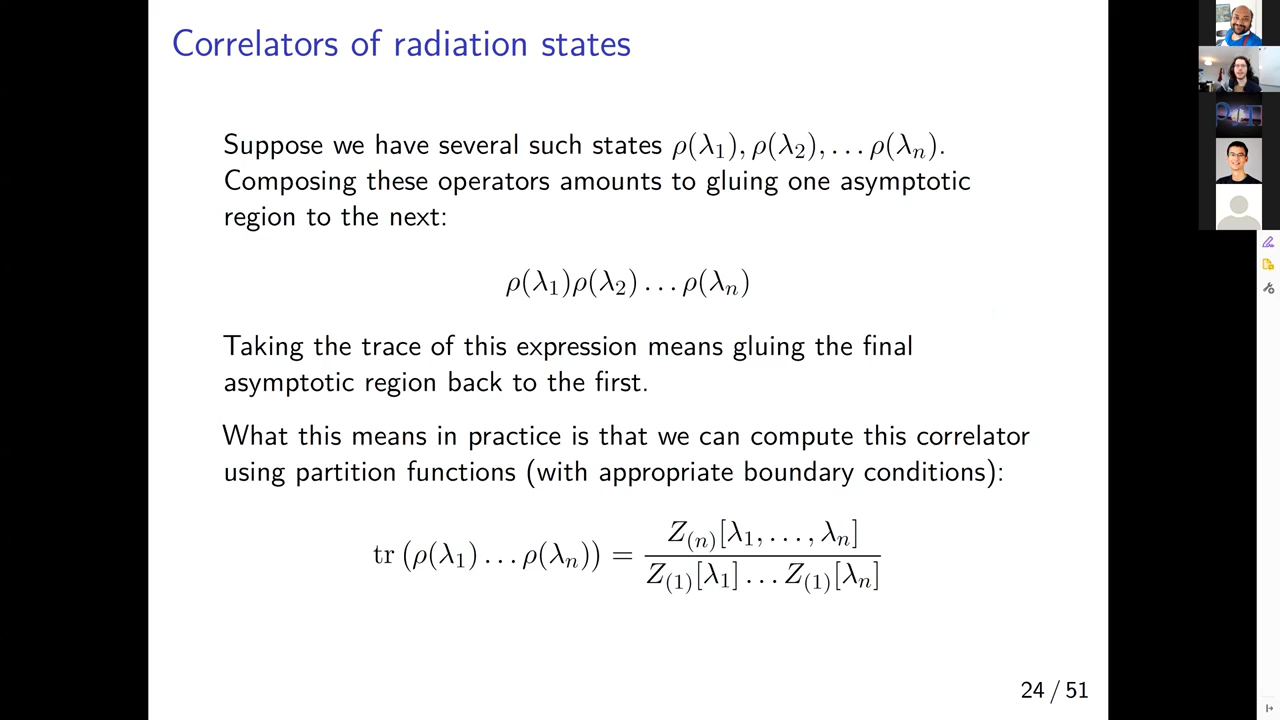 Correlators of radiation states
Suppose we have several such states ρ(λ₁), ρ(λ₂), . . . ρ(λₙ).
Composing these operators amounts to gluing one asymptotic
region to the next:
ρ(λ₁)ρ(λ₂) . . . ρ(λₙ)
Taking the trace of this expression means gluing the final
asymptotic region back to the first.
What this means in practice is that we can compute this correlator
using partition functions (with appropriate boundary conditions):
tr (ρ(λ₁) . . . ρ(λₙ)) = Z₍ₙ₎[λ₁, . . . , λₙ] / Z₍₁₎[λ₁] . . . Z₍₁₎[λₙ]
24 / 51